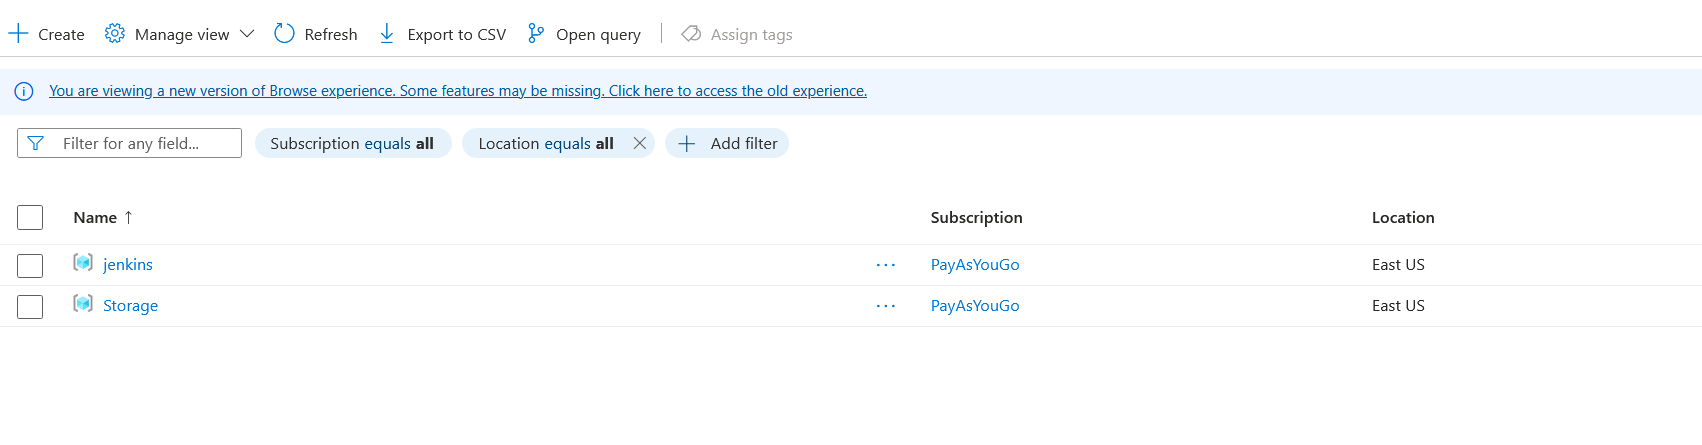 Create Manage view Refresh Export to CSV Open query Assign tags
You are viewing a new version of Browse experience. Some features may be missing. Click here to access the old experience.
Filter for any field... Subscription equals all Location equals all Add filter
Name ↑ Subscription Location
jenkins ... PayAsYouGo East US
Storage ... PayAsYouGo East US